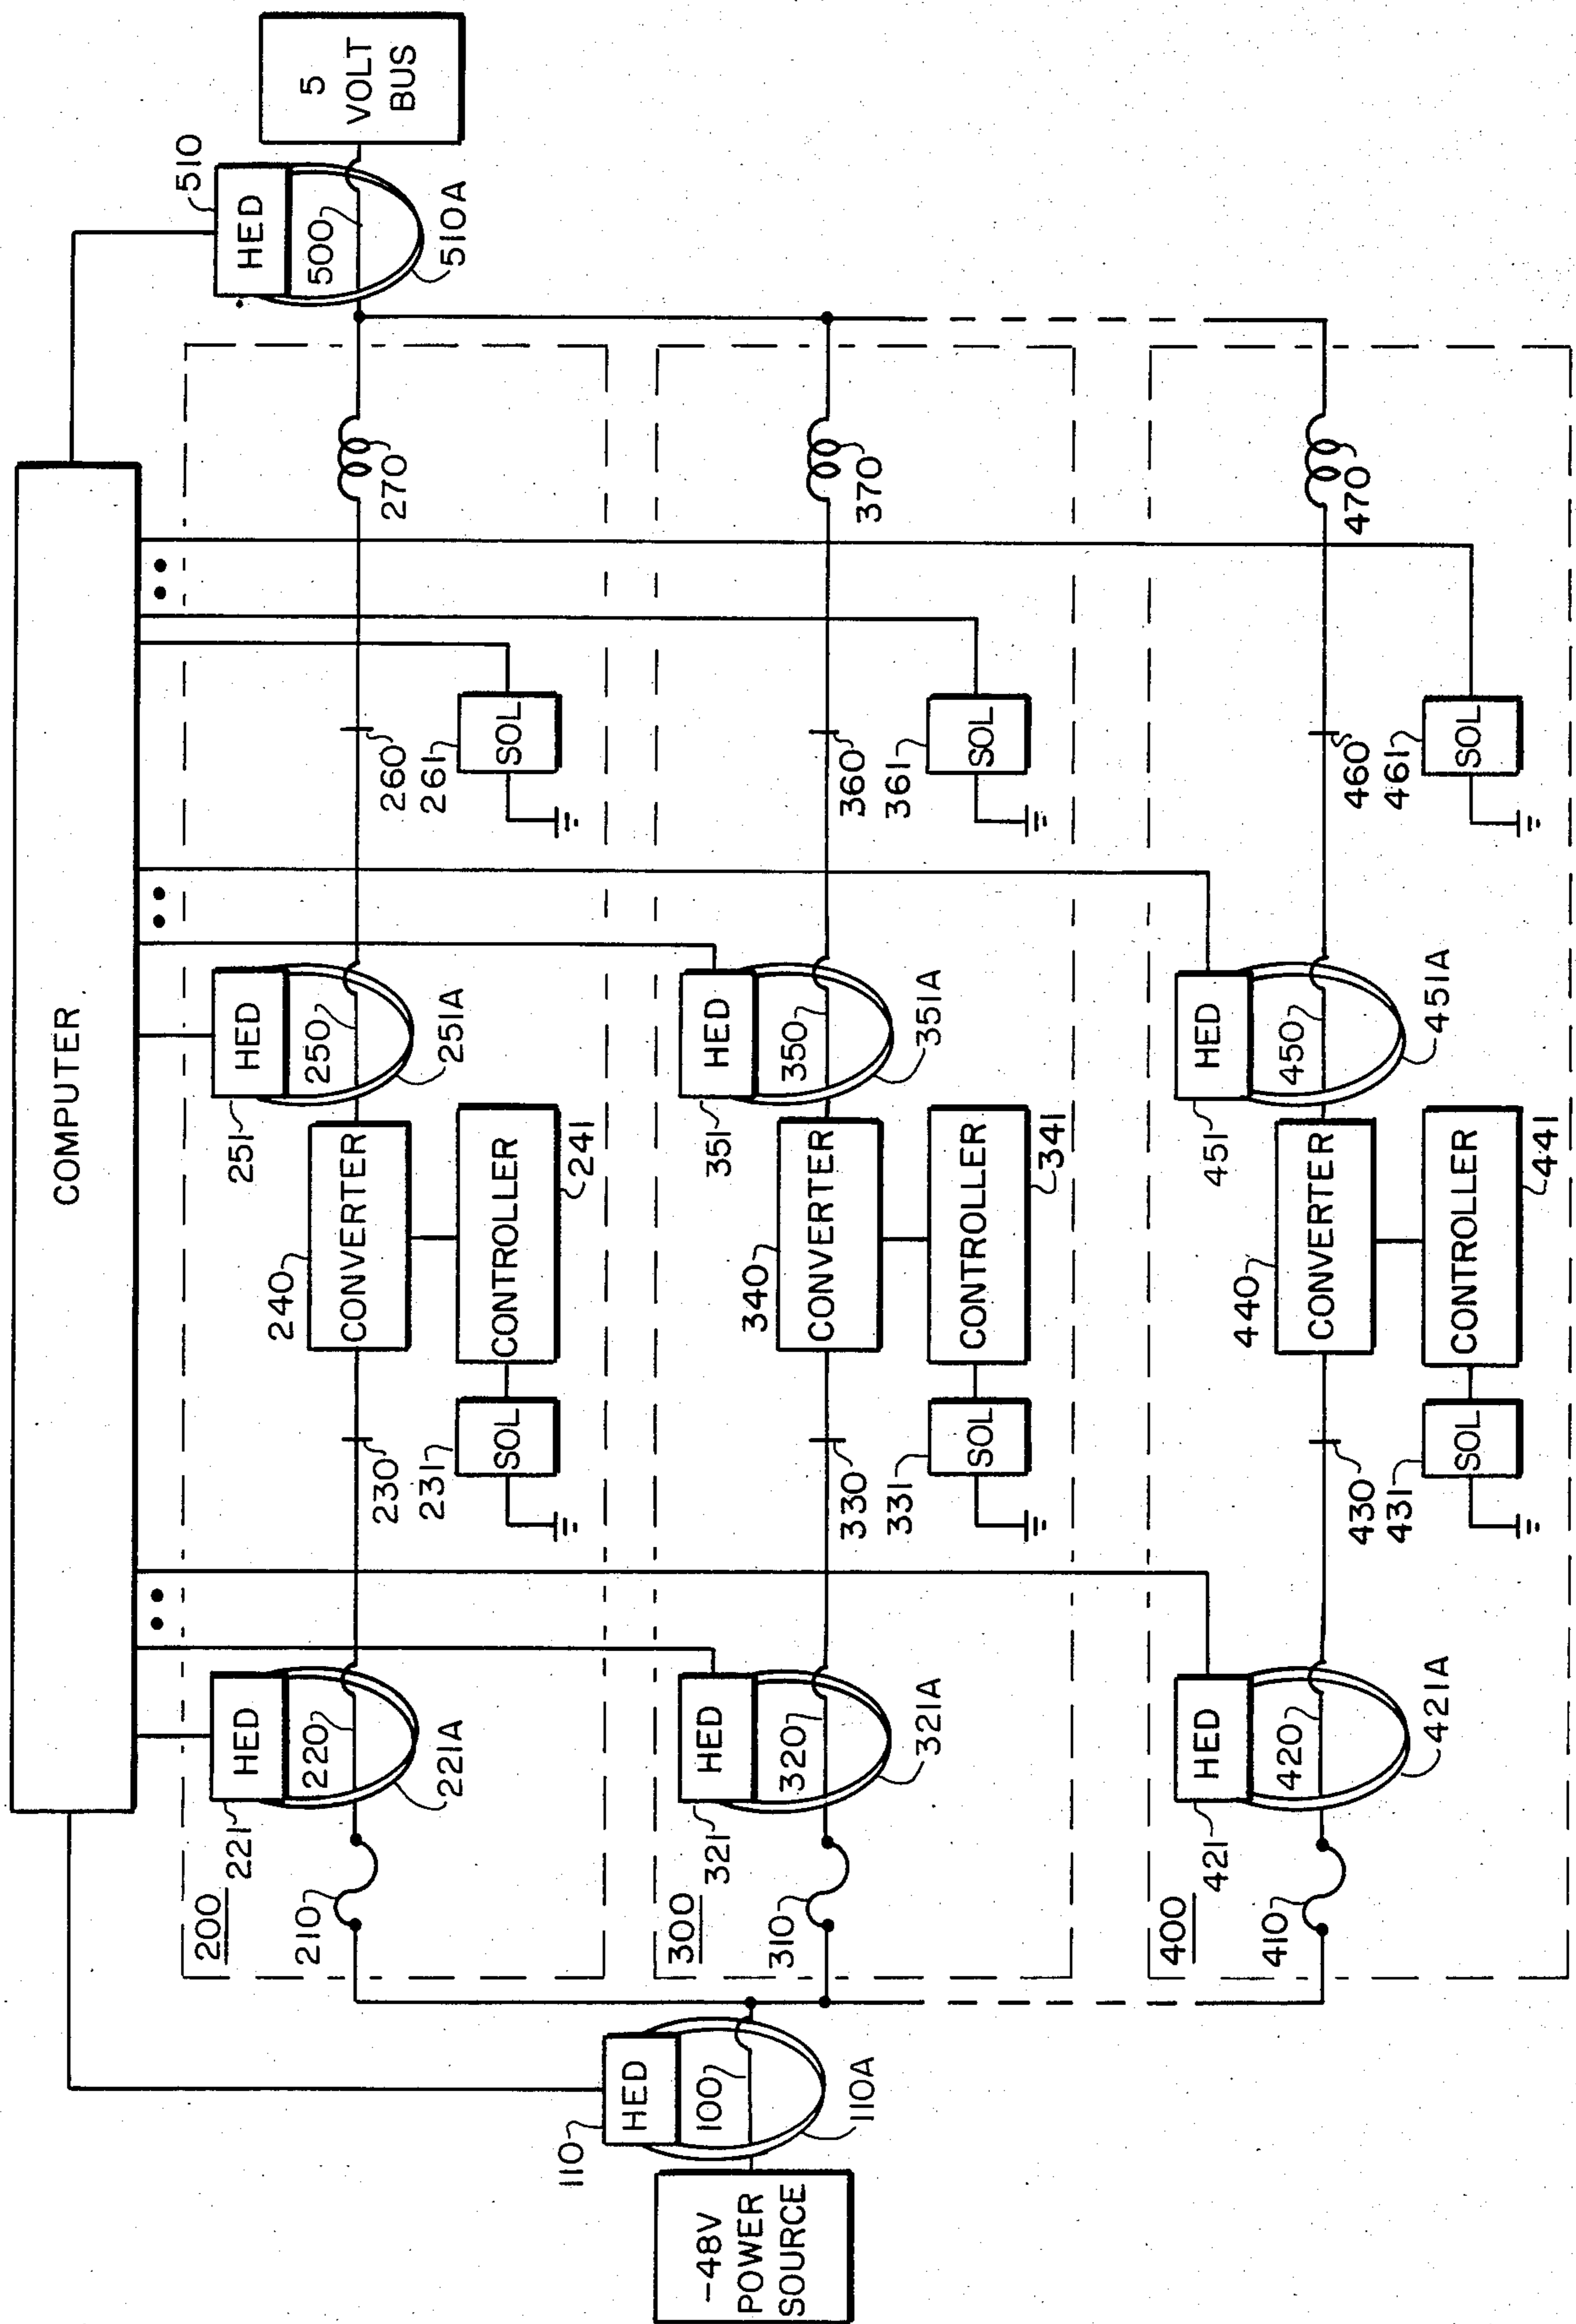 COMPUTER
-48V
POWER
SOURCE
HED
110
100
110A
200
210
HED
221
220
221A
230
231
SOL
240
CONVERTER
CONTROLLER
241
HED
251
250
251A
260
261
SOL
270
300
310
HED
321
320
321A
330
331
SOL
340
CONVERTER
CONTROLLER
341
HED
351
350
351A
360
361
SOL
370
400
410
HED
421
420
421A
430
431
SOL
440
CONVERTER
CONTROLLER
441
HED
451
450
451A
460
461
SOL
470
HED
510
500
510A
5
VOLT
BUS